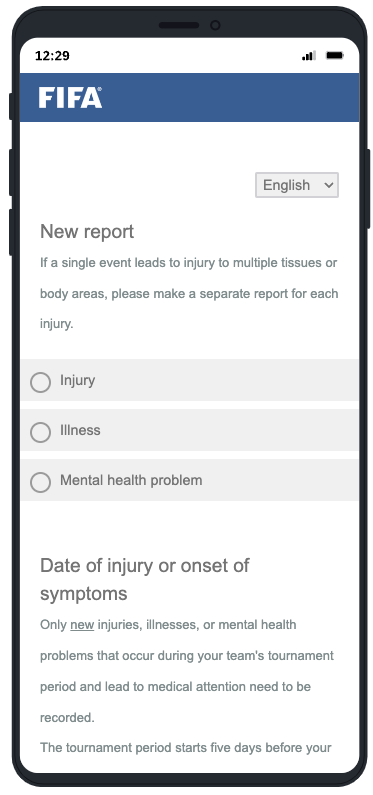 12:29
FIFA
English
New report
If a single event leads to injury to multiple tissues or
body areas, please make a separate report for each
injury.
Injury
Illness
Mental health problem
Date of injury or onset of
symptoms
Only new injuries, illnesses, or mental health
problems that occur during your team's tournament
period and lead to medical attention need to be
recorded.
The tournament period starts five days before your